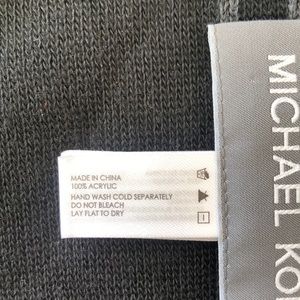 MADE IN CHINA
100% ACRYLIC
HAND WASH COLD SEPARATELY
DO NOT BLEACH
LAY FLAT TO DRY
MICHAEL KO